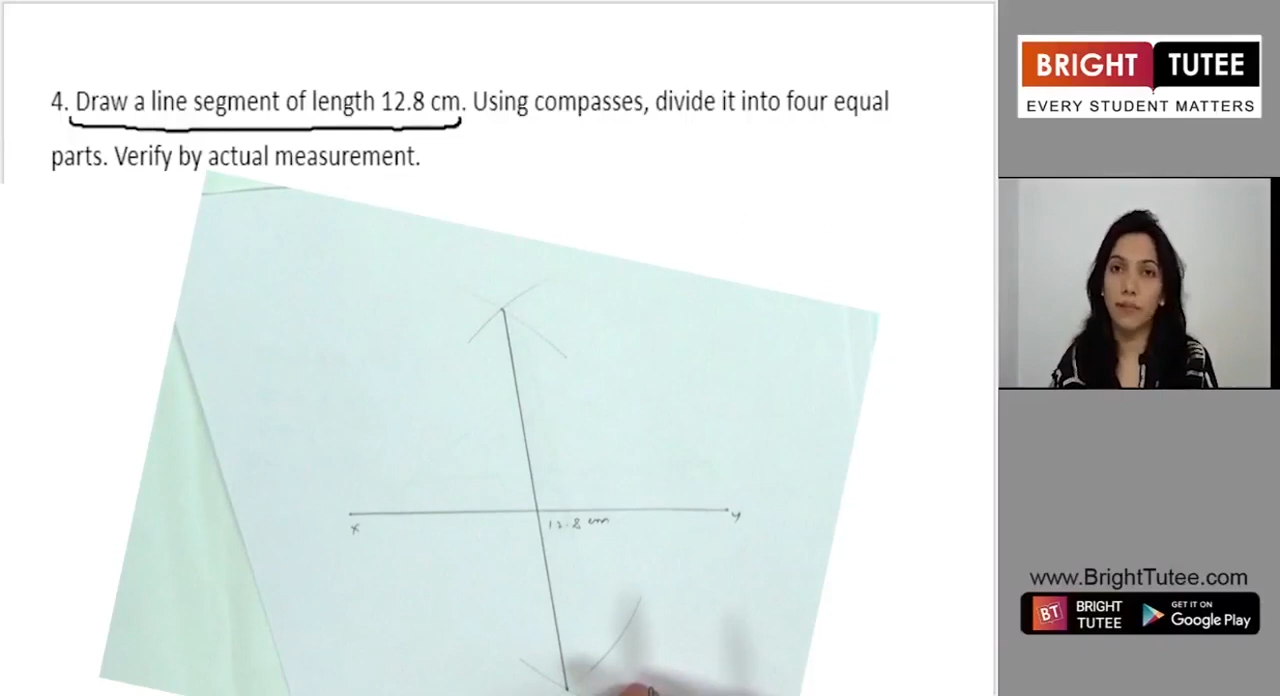 4. Draw a line segment of length 12.8 cm. Using compasses, divide it into four equal
parts. Verify by actual measurement.
x
12.8 cm
y
BRIGHT TUTEE
EVERY STUDENT MATTERS
www.BrightTutee.com
BT
BRIGHT
TUTEE
GET IT ON
Google Play